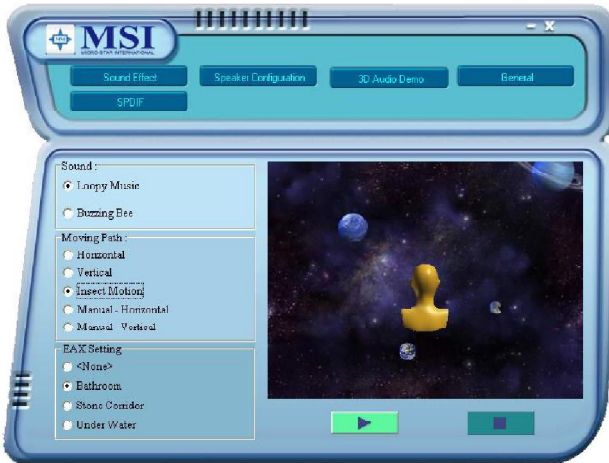 MSI
MICRO-STAR INTERNATIONAL
Sound Effect
Speaker Configuration
3D Audio Demo
General
SPDIF
Sound :
Loopy Music
Buzzing Bee
Moving Path :
Horizontal
Vertical
Insect Motion
Manual - Horizontal
Manual - Vertical
EAX Setting
<None>
Bathroom
Stone Corridor
Under Water